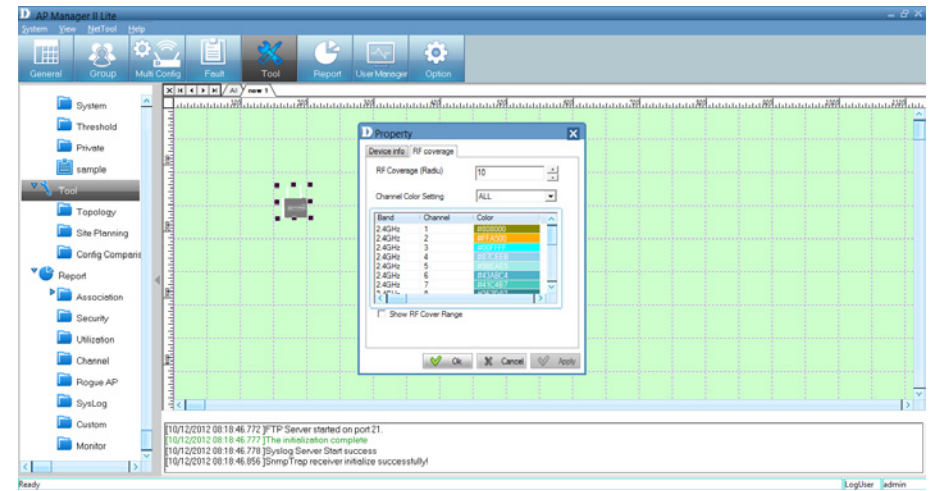 AP Manager II Lite
System View NetTool Help
General Group Multi Config Fault Tool Report User Manager Option
All new 1
System
Threshold
Private
sample
Tool
Topology
Site Planning
Config Comparis
Report
Association
Security
Utilization
Channel
Rogue AP
SysLog
Custom
Monitor
Property
Device info RF coverage
RF Coverage (Radiu) 10
Channel Color Setting ALL
Band Channel Color
2.4GHz 1 #808000
2.4GHz 2 #FFA500
2.4GHz 3 #00FFFF
2.4GHz 4 #87CEEB
2.4GHz 5
2.4GHz 6 #43ABC4
2.4GHz 7 #41C4B7
Show RF Cover Range
Ok Cancel Apply
[10/12/2012 08:18:46.772 ]FTP Server started on port 21.
[10/12/2012 08:18:46.777 ]The initialization complete
[10/12/2012 08:18:46.778 ]Syslog Server Start success
[10/12/2012 08:18:46.856 ]SnmpTrap receiver initialize successfully!
Ready LogUser admin